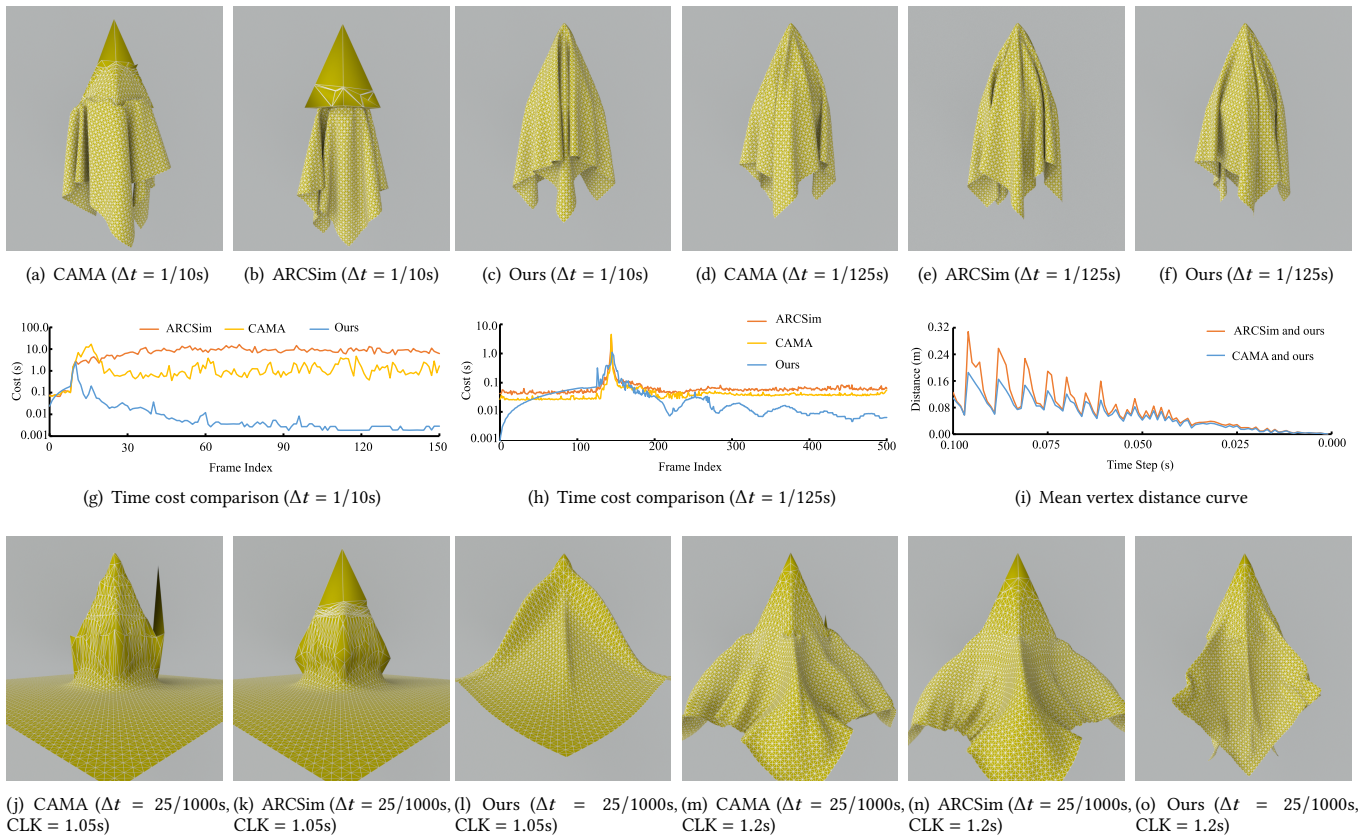 (a) CAMA (Δt = 1/10s)
(b) ARCSim (Δt = 1/10s)
(c) Ours (Δt = 1/10s)
(d) CAMA (Δt = 1/125s)
(e) ARCSim (Δt = 1/125s)
(f) Ours (Δt = 1/125s)
100.0
10.0
1.0
0.1
0.01
0.001
Cost (s)
ARCSim
CAMA
Ours
0
30
60
90
120
150
Frame Index
(g) Time cost comparison (Δt = 1/10s)
10.0
1.0
0.1
0.01
0.001
Cost (s)
ARCSim
CAMA
Ours
0
100
200
300
400
500
Frame Index
(h) Time cost comparison (Δt = 1/125s)
0.32
0.24
0.16
0.08
0.00
Distance (m)
ARCSim and ours
CAMA and ours
0.100
0.075
0.050
0.025
0.000
Time Step (s)
(i) Mean vertex distance curve
(j) CAMA (Δt = 25/1000s,
CLK = 1.05s)
(k) ARCSim (Δt = 25/1000s,
CLK = 1.05s)
(l) Ours (Δt = 25/1000s,
CLK = 1.05s)
(m) CAMA (Δt = 25/1000s,
CLK = 1.2s)
(n) ARCSim (Δt = 25/1000s,
CLK = 1.2s)
(o) Ours (Δt = 25/1000s,
CLK = 1.2s)